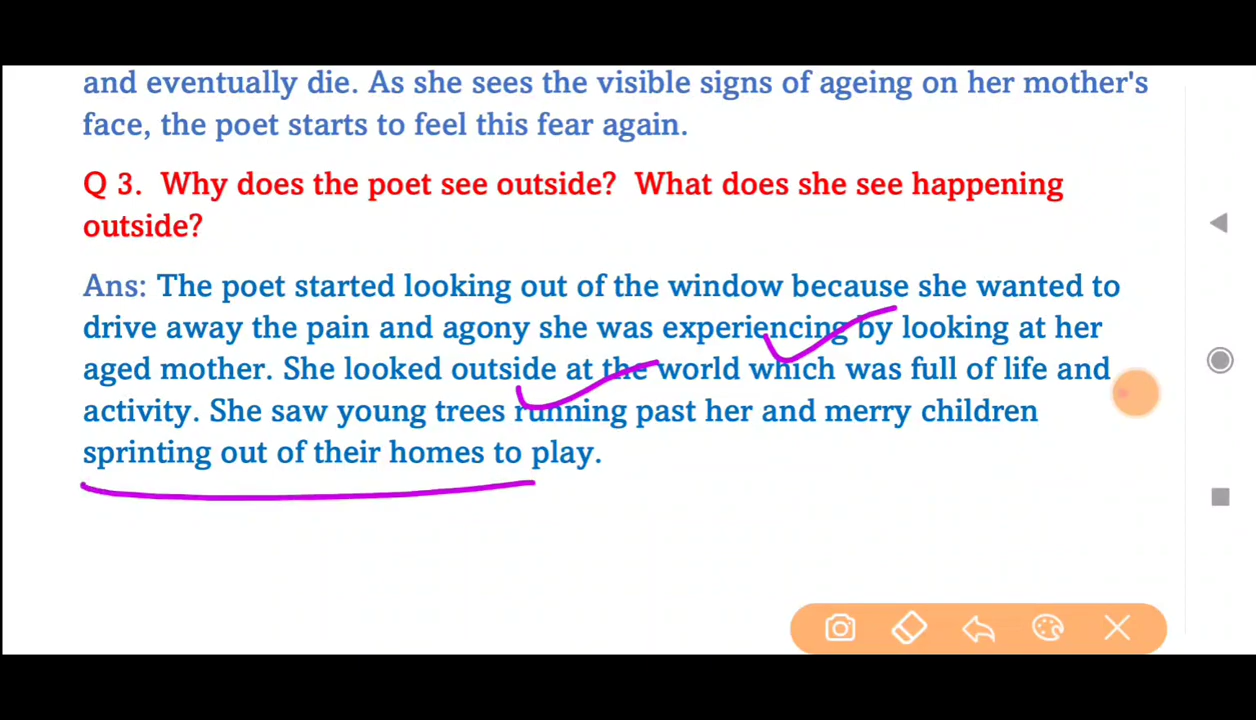 and eventually die. As she sees the visible signs of ageing on her mother's
face, the poet starts to feel this fear again.
Q 3. Why does the poet see outside? What does she see happening
outside?
Ans: The poet started looking out of the window because she wanted to
drive away the pain and agony she was experiencing by looking at her
aged mother. She looked outside at the world which was full of life and
activity. She saw young trees running past her and merry children
sprinting out of their homes to play.